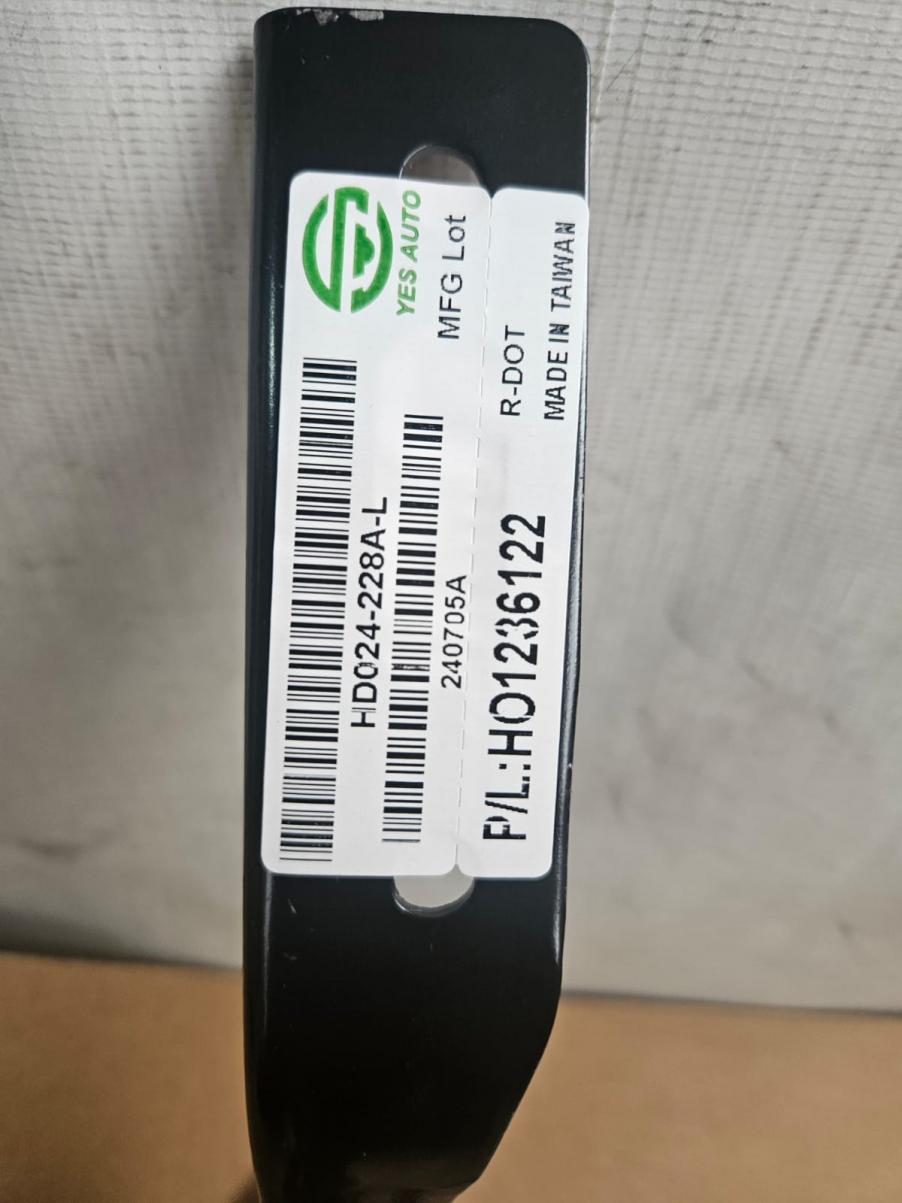 YES AUTO
HD024-228A-L
MFG Lot
240705A
R-DOT
P/L.:HO1236122
MADE IN TAIWAN